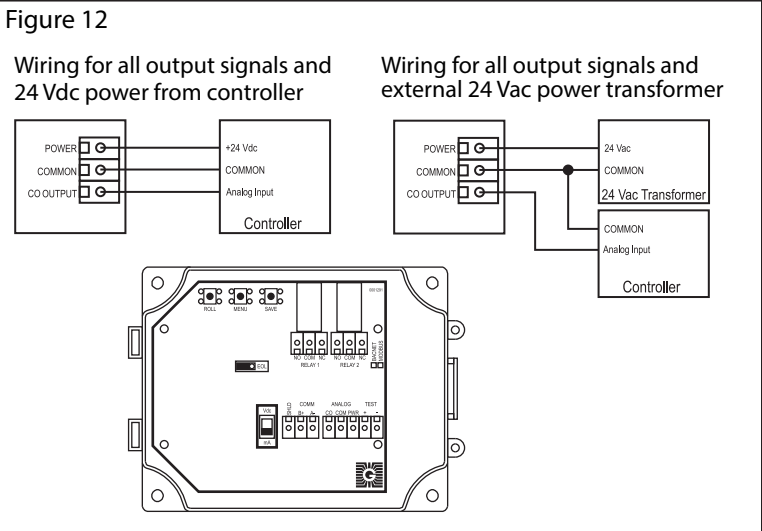 Figure 12
Wiring for all output signals and
24 Vdc power from controller
POWER
COMMON
CO OUTPUT
+24 Vdc
COMMON
Analog Input
Controller
Wiring for all output signals and
external 24 Vac power transformer
POWER
COMMON
CO OUTPUT
24 Vac
COMMON
24 Vac Transformer
COMMON
Analog Input
Controller
ROLL MENU SAVE
NO COM NC NO COM NC
RELAY 1 RELAY 2
BACNET
MODBUS
EOL
Vdc
mA
COMM ANALOG TEST
SHLD B+ A- CO COM PWR + -